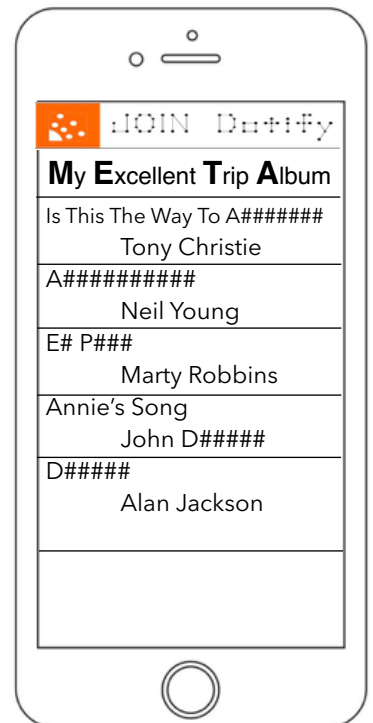 JOIN Dotify
My Excellent Trip Album
Is This The Way To A#######
Tony Christie
A##########
Neil Young
E# P###
Marty Robbins
Annie's Song
John D#####
D#####
Alan Jackson